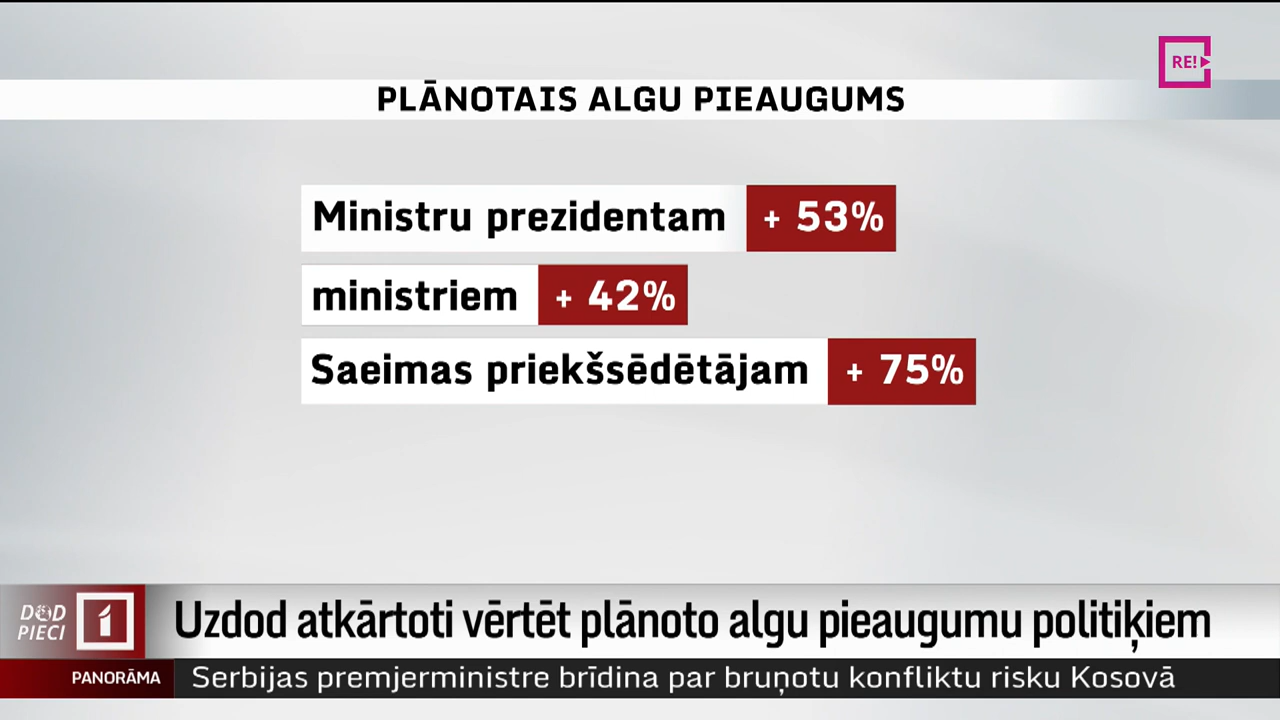 RE!
PLĀNOTAIS ALGU PIEAUGUMS
Ministru prezidentam + 53%
ministriem + 42%
Saeimas priekšsēdētājam + 75%
DOD PIECI 1
Uzdod atkārtoti vērtēt plānoto algu pieaugumu politiķiem
PANORĀMA Serbijas premjerministre brīdina par bruņotu konfliktu risku Kosovā